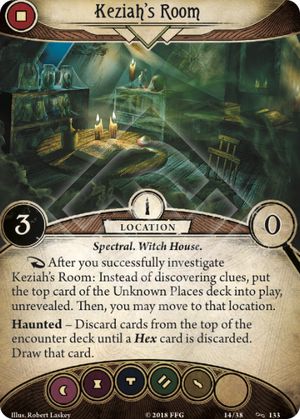 Keziah's Room
3
0
LOCATION
Spectral. Witch House.
After you successfully investigate
Keziah's Room: Instead of discovering clues, put
the top card of the Unknown Places deck into play,
unrevealed. Then, you may move to that location.
Haunted – Discard cards from the top of the
encounter deck until a Hex card is discarded.
Draw that card.
Illus. Robert Laskey
© 2018 FFG
14/38
133